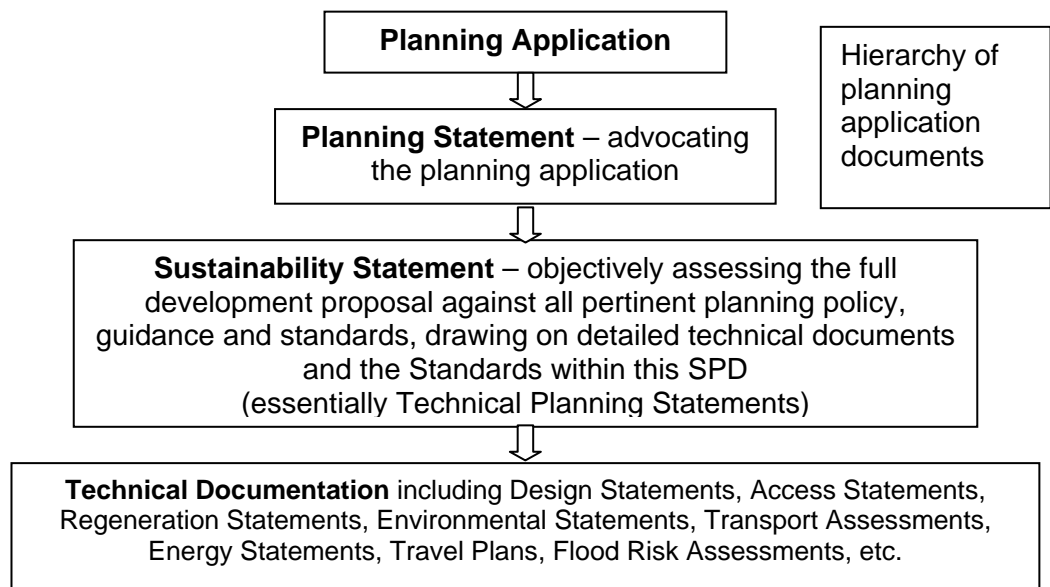 Planning Application
Hierarchy of
planning
application
documents
Planning Statement – advocating
the planning application
Sustainability Statement – objectively assessing the full
development proposal against all pertinent planning policy,
guidance and standards, drawing on detailed technical documents
and the Standards within this SPD
(essentially Technical Planning Statements)
Technical Documentation including Design Statements, Access Statements,
Regeneration Statements, Environmental Statements, Transport Assessments,
Energy Statements, Travel Plans, Flood Risk Assessments, etc.